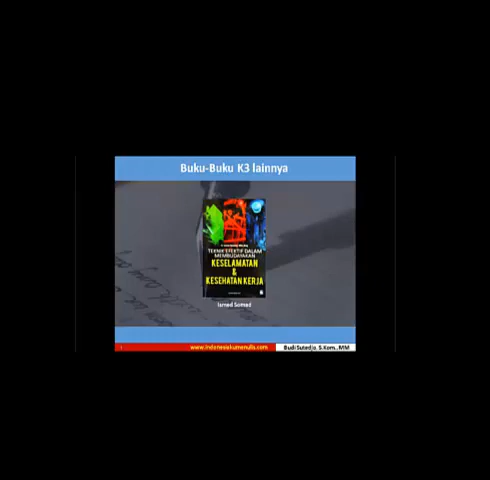 Buku-Buku K3 lainnya
TEKNIK EFEKTIF DALAM
MEMBUDAYAKAN
KESELAMATAN
&
KESEHATAN KERJA
Ismed Somad
1
www.indonesiakumenulis.com
Budi Sutedjo, S.Kom.,MM